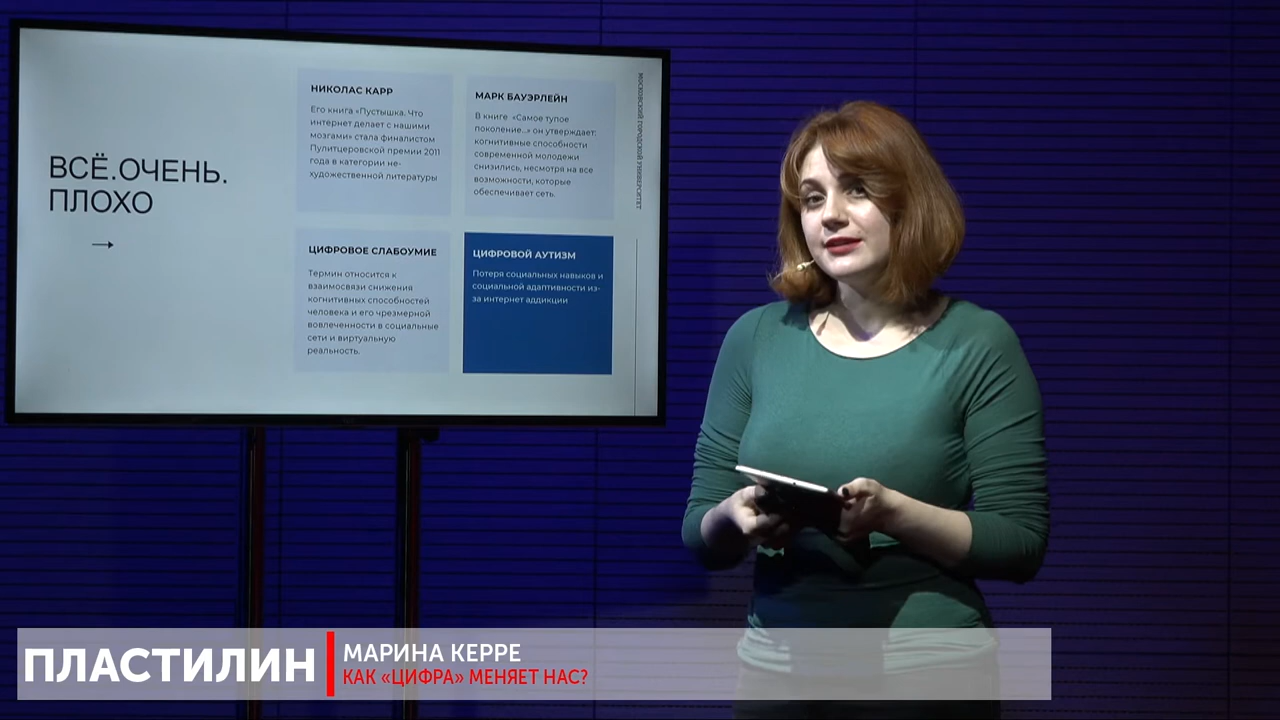 ВСЁ.ОЧЕНЬ.
ПЛОХО
НИКОЛАС КАРР
Его книга «Пустышка. Что
интернет делает с нашими
мозгами» стала финалистом
Пулитцеровской премии 2011
года в категории не-
художественной литературы
МАРК БАУЭРЛЕЙН
В книге «Самое тупое
поколение...» он утверждает:
когнитивные способности
современной молодежи
снизились, несмотря на все
возможности, которые
обеспечивает сеть.
ЦИФРОВОЕ СЛАБОУМИЕ
Термин относится к
взаимосвязи снижения
когнитивных способностей
человека и его чрезмерной
вовлеченности в социальные
сети и виртуальную
реальность.
ЦИФРОВОЙ АУТИЗМ
Потеря социальных навыков и
социальной адаптивности из-
за интернет аддикции
МОСКОВСКИЙ ГОРОДСКОЙ УНИВЕРСИТЕТ
ПЛАСТИЛИН
МАРИНА КЕРРЕ
КАК «ЦИФРА» МЕНЯЕТ НАС?